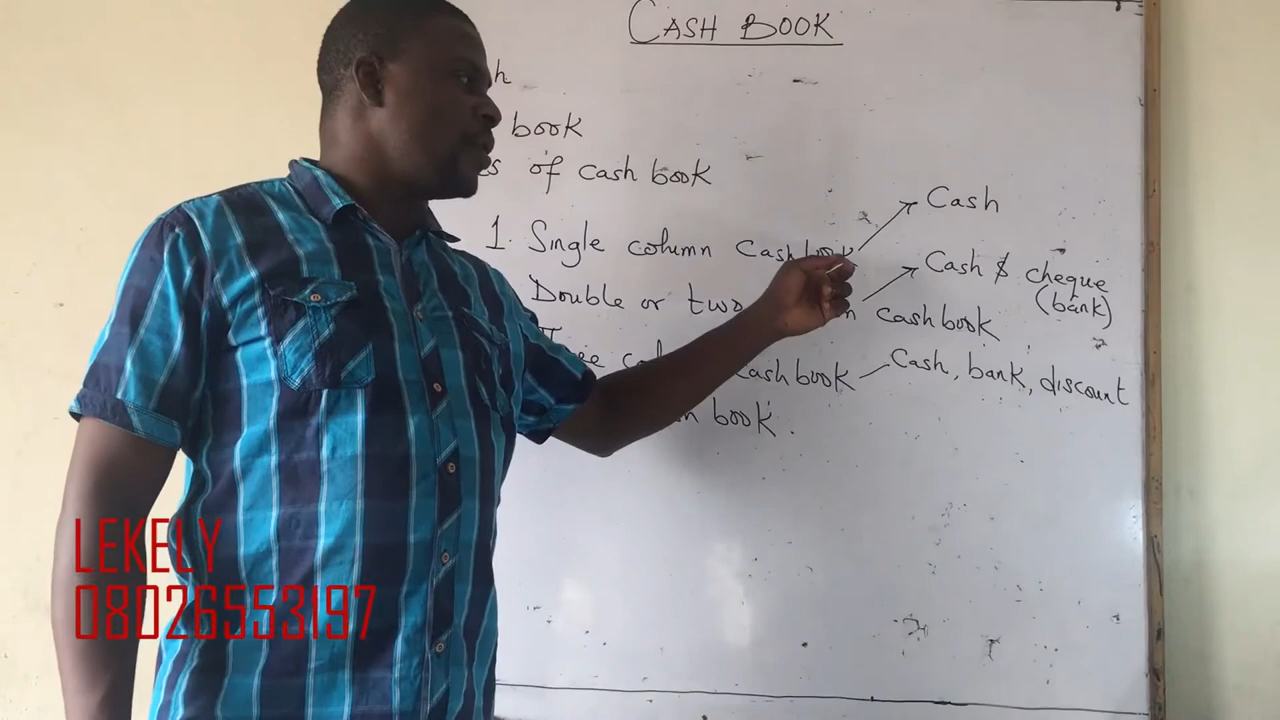 CASH BOOK
book
of cash book
1. Single column Cash book
Cash
Double or two cash book
Cash & cheque
(bank)
Cash book
Cash, bank, discount
book.
LEKELY
08026553197